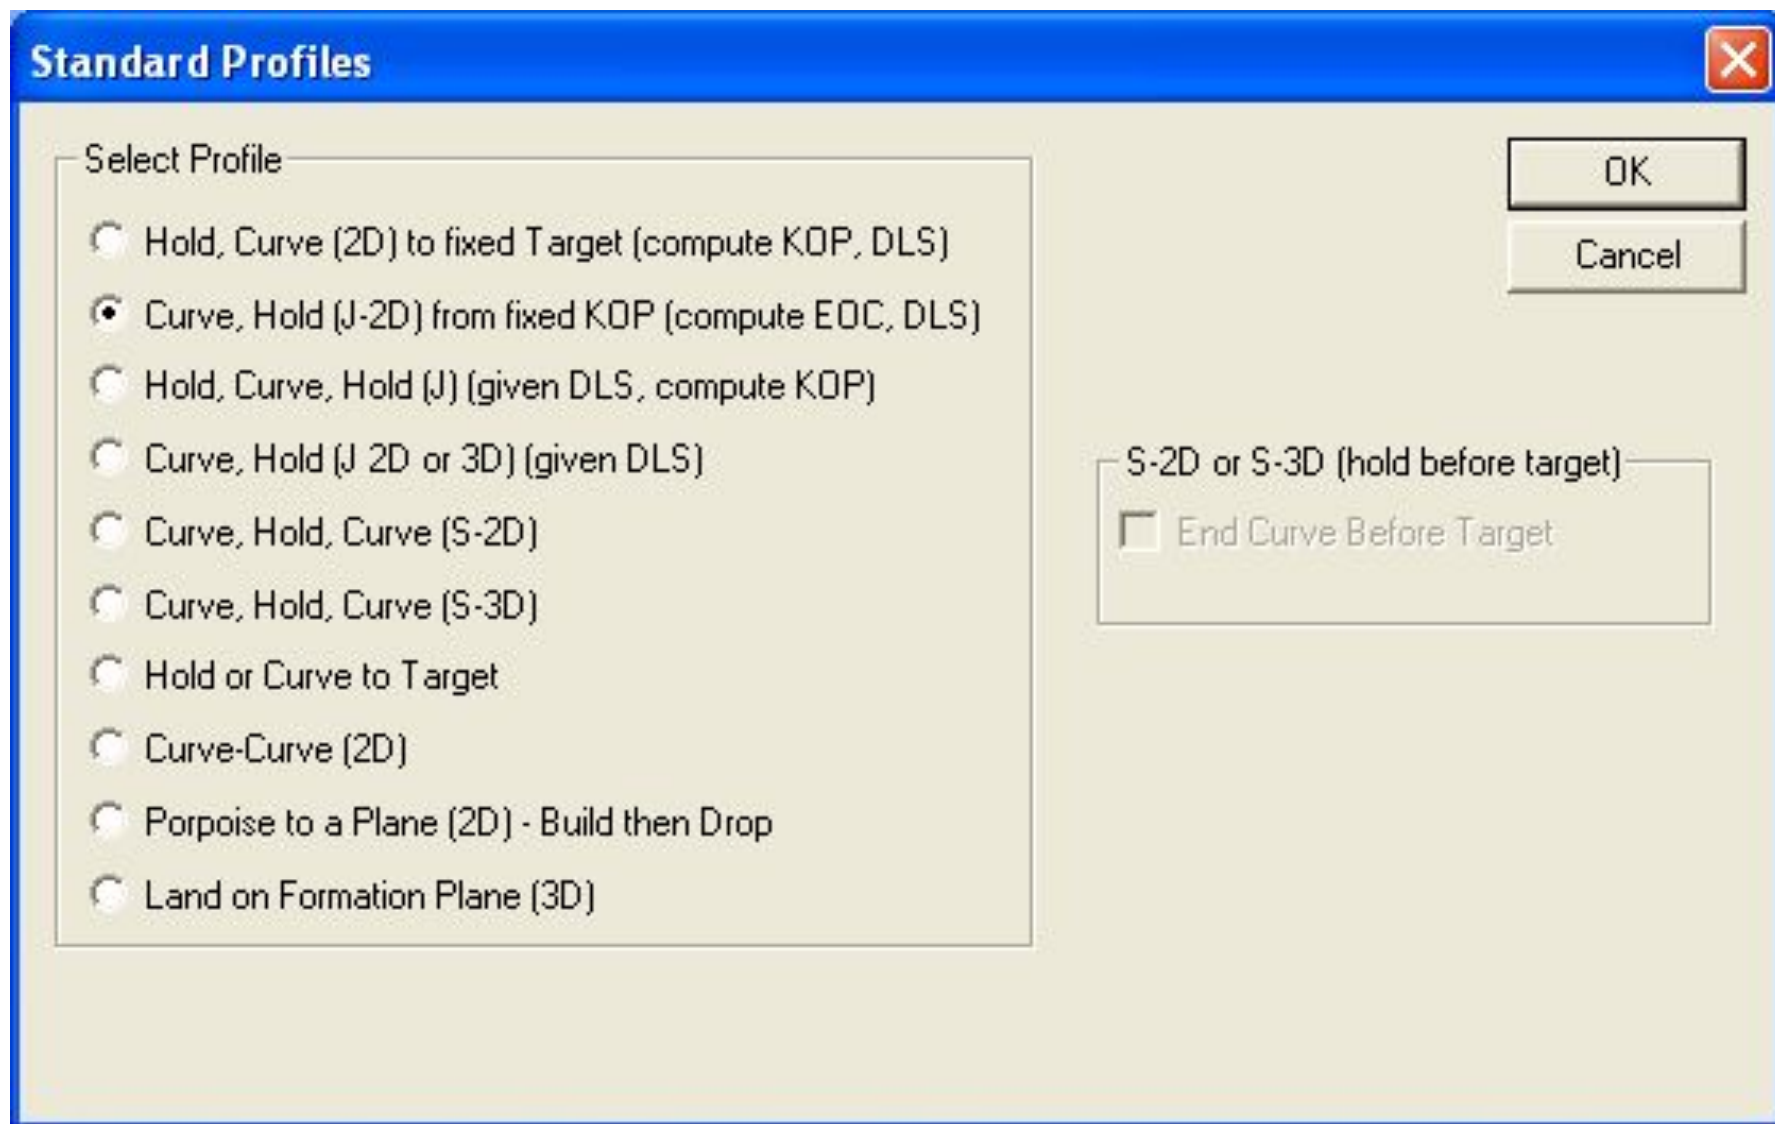 Standard Profiles
Select Profile
Hold, Curve (2D) to fixed Target (compute KOP, DLS)
Curve, Hold (J-2D) from fixed KOP (compute EOC, DLS)
Hold, Curve, Hold (J) (given DLS, compute KOP)
Curve, Hold (J 2D or 3D) (given DLS)
Curve, Hold, Curve (S-2D)
Curve, Hold, Curve (S-3D)
Hold or Curve to Target
Curve-Curve (2D)
Porpoise to a Plane (2D) - Build then Drop
Land on Formation Plane (3D)
OK
Cancel
S-2D or S-3D (hold before target)
End Curve Before Target